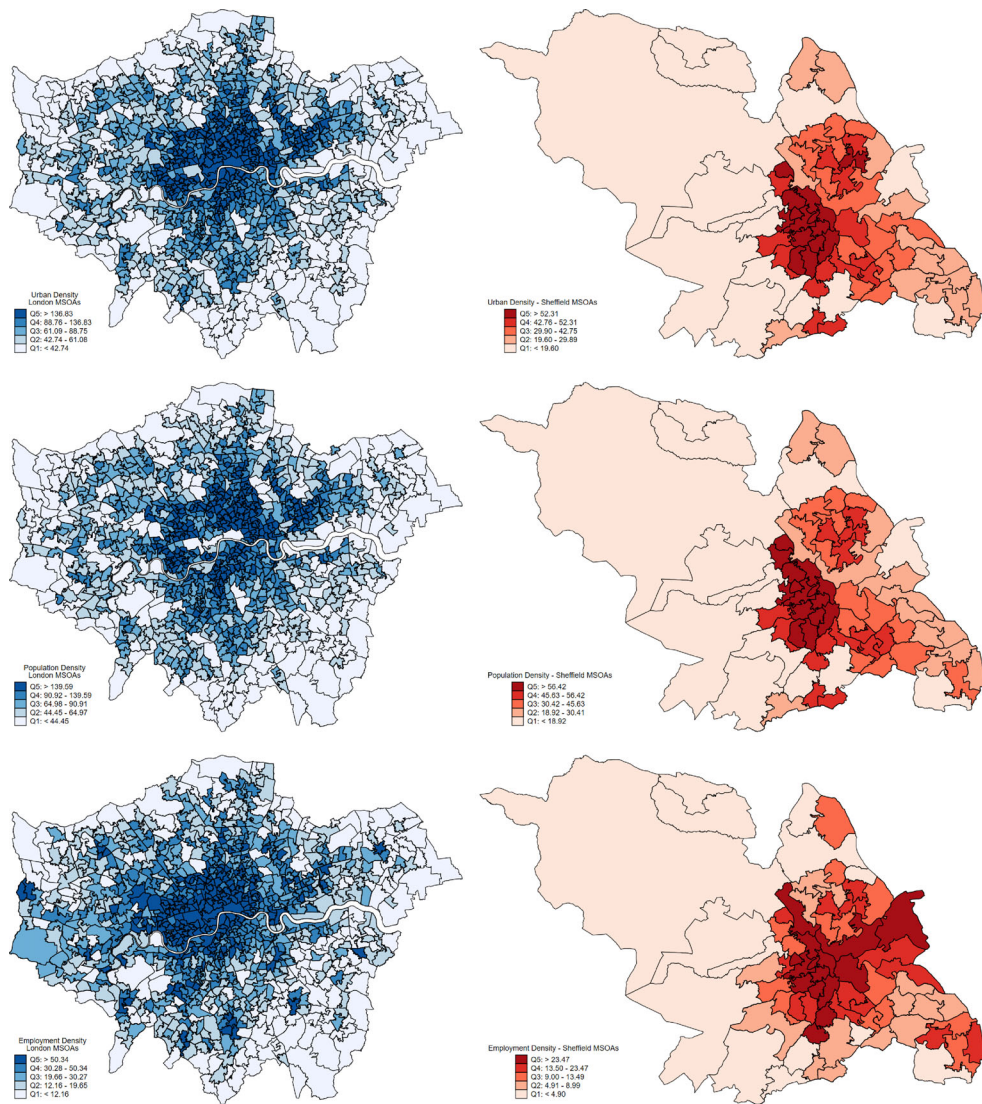 Urban Density
London MSOAs
Q5: > 136.83
Q4: 88.76 - 136.83
Q3: 61.09 - 88.75
Q2: 42.74 - 61.08
Q1: < 42.74
Urban Density - Sheffield MSOAs
Q5: > 52.31
Q4: 42.76 - 52.31
Q3: 29.90 - 42.75
Q2: 19.60 - 29.89
Q1: < 19.60
Population Density
London MSOAs
Q5: > 139.59
Q4: 90.92 - 139.59
Q3: 64.98 - 90.91
Q2: 44.45 - 64.97
Q1: < 44.45
Population Density - Sheffield MSOAs
Q5: > 56.42
Q4: 45.63 - 56.42
Q3: 30.42 - 45.63
Q2: 18.92 - 30.41
Q1: < 18.92
Employment Density
London MSOAs
Q5: > 50.34
Q4: 30.28 - 50.34
Q3: 19.66 - 30.27
Q2: 12.16 - 19.65
Q1: < 12.16
Employment Density - Sheffield MSOAs
Q5: > 23.47
Q4: 13.50 - 23.47
Q3: 9.00 - 13.49
Q2: 4.91 - 8.99
Q1: < 4.90